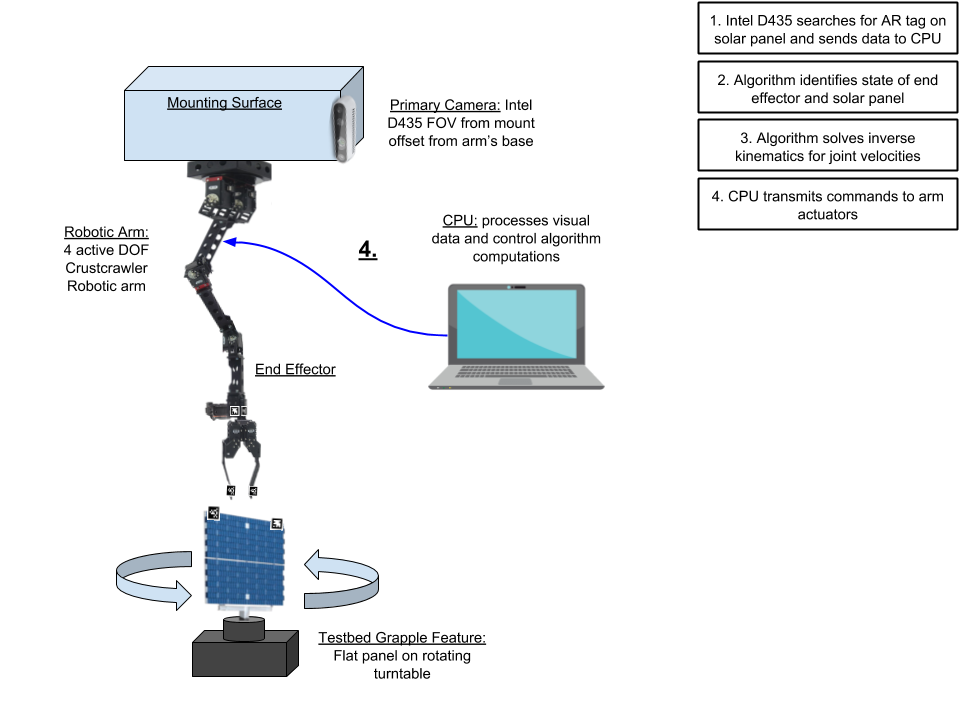 1. Intel D435 searches for AR tag on
solar panel and sends data to CPU
2. Algorithm identifies state of end
effector and solar panel
3. Algorithm solves inverse
kinematics for joint velocities
4. CPU transmits commands to arm
actuators
Mounting Surface
Primary Camera: Intel
D435 FOV from mount
offset from arm's base
Robotic Arm:
4 active DOF
Crustcrawler
Robotic arm
4.
CPU: processes visual
data and control algorithm
computations
End Effector
Testbed Grapple Feature:
Flat panel on rotating
turntable